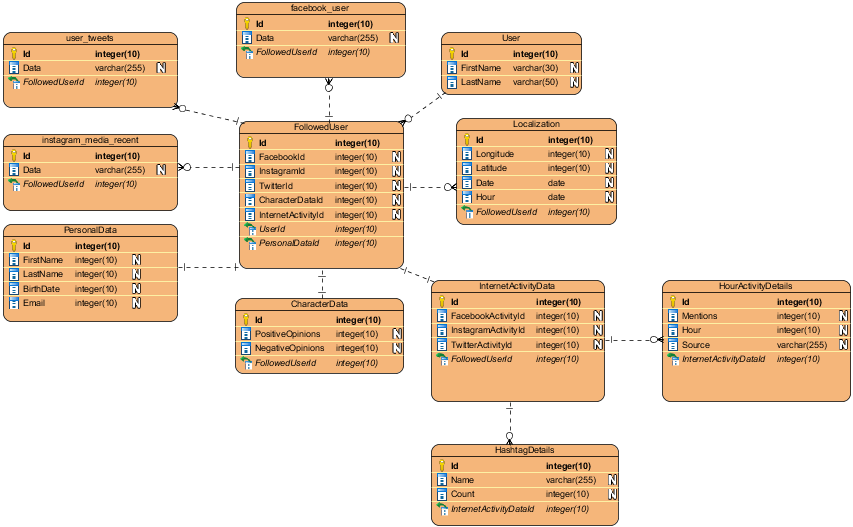 facebook_user
Id integer(10)
Data varchar(255) N
FollowedUserId integer(10)
user_tweets
Id integer(10)
Data varchar(255) N
FollowedUserId integer(10)
User
Id integer(10)
FirstName varchar(30) N
LastName varchar(50) N
instagram_media_recent
Id integer(10)
Data varchar(255) N
FollowedUserId integer(10)
FollowedUser
Id integer(10)
FacebookId integer(10) N
InstagramId integer(10) N
TwitterId integer(10) N
CharacterDataId integer(10) N
InternetActivityId integer(10) N
UserId integer(10)
PersonalDataId integer(10)
Localization
Id integer(10)
Longitude integer(10) N
Latitude integer(10) N
Date date N
Hour date N
FollowedUserId integer(10)
PersonalData
Id integer(10)
FirstName integer(10) N
LastName integer(10) N
BirthDate integer(10) N
Email integer(10) N
CharacterData
Id integer(10)
PositiveOpinions integer(10) N
NegativeOpinions integer(10) N
FollowedUserId integer(10)
InternetActivityData
Id integer(10)
FacebookActivityId integer(10) N
InstagramActivityId integer(10) N
TwitterActivityId integer(10) N
FollowedUserId integer(10)
HourActivityDetails
Id integer(10)
Mentions integer(10) N
Hour integer(10) N
Source varchar(255) N
InternetActivityDataId integer(10)
HashtagDetails
Id integer(10)
Name varchar(255) N
Count integer(10) N
InternetActivityDataId integer(10)